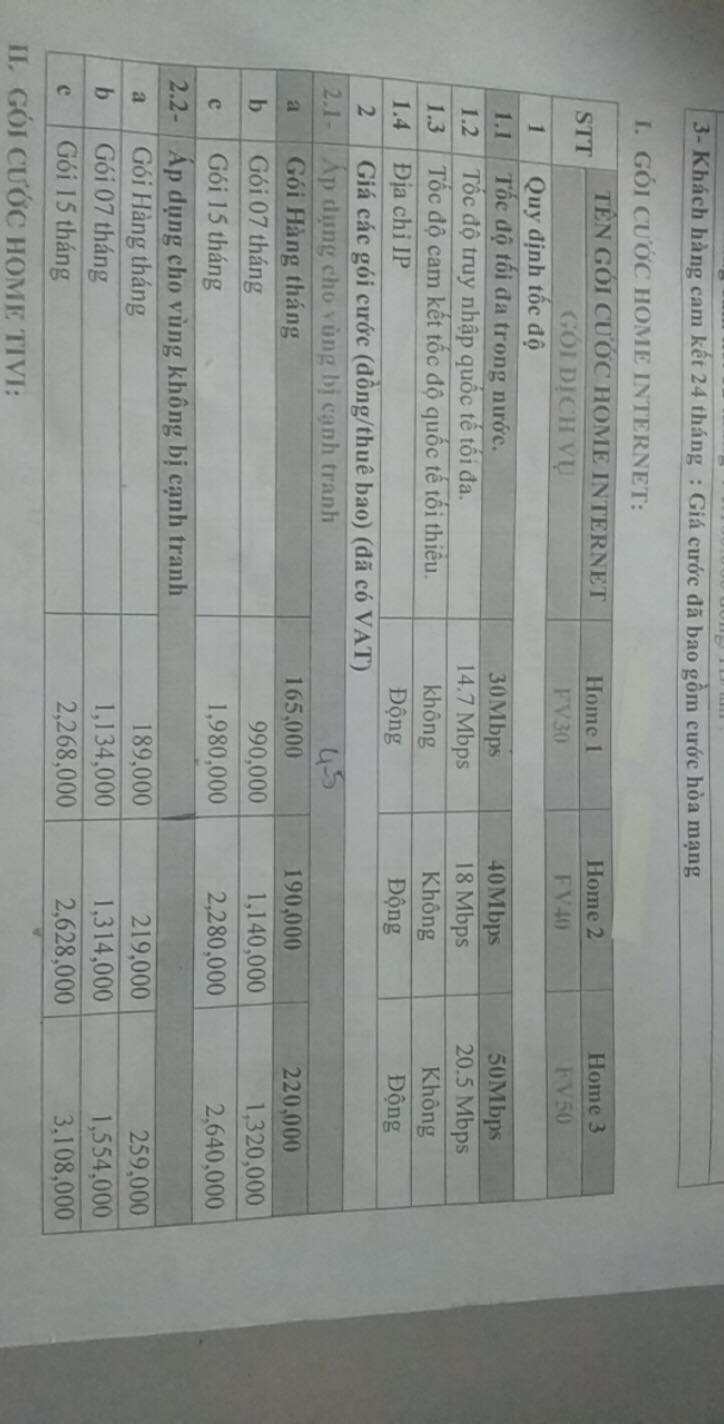 3- Khách hàng cam kết 24 tháng : Giá cước đã bao gồm cước hòa mạng
I. GÓI CƯỚC HOME INTERNET:
STT TÊN GÓI CƯỚC HOME INTERNET Home 1 Home 2 Home 3
GÓI DỊCH VỤ FV30 FV40 FV50
1 Quy định tốc độ
1.1 Tốc độ tối đa trong nước. 30Mbps 40Mbps 50Mbps
1.2 Tốc độ truy nhập quốc tế tối đa. 14.7 Mbps 18 Mbps 20.5 Mbps
1.3 Tốc độ cam kết tốc độ quốc tế tối thiểu. không Không Không
1.4 Địa chỉ IP Động Động Động
2 Giá các gói cước (đồng/thuê bao) (đã có VAT)
2.1- Áp dụng cho vùng bị cạnh tranh 4-5
a Gói Hàng tháng 165,000 190,000 220,000
b Gói 07 tháng 990,000 1,140,000 1,320,000
c Gói 15 tháng 1,980,000 2,280,000 2,640,000
2.2- Áp dụng cho vùng không bị cạnh tranh
a Gói Hàng tháng 189,000 219,000 259,000
b Gói 07 tháng 1,134,000 1,314,000 1,554,000
c Gói 15 tháng 2,268,000 2,628,000 3,108,000
II. GÓI CƯỚC HOME TIVI: